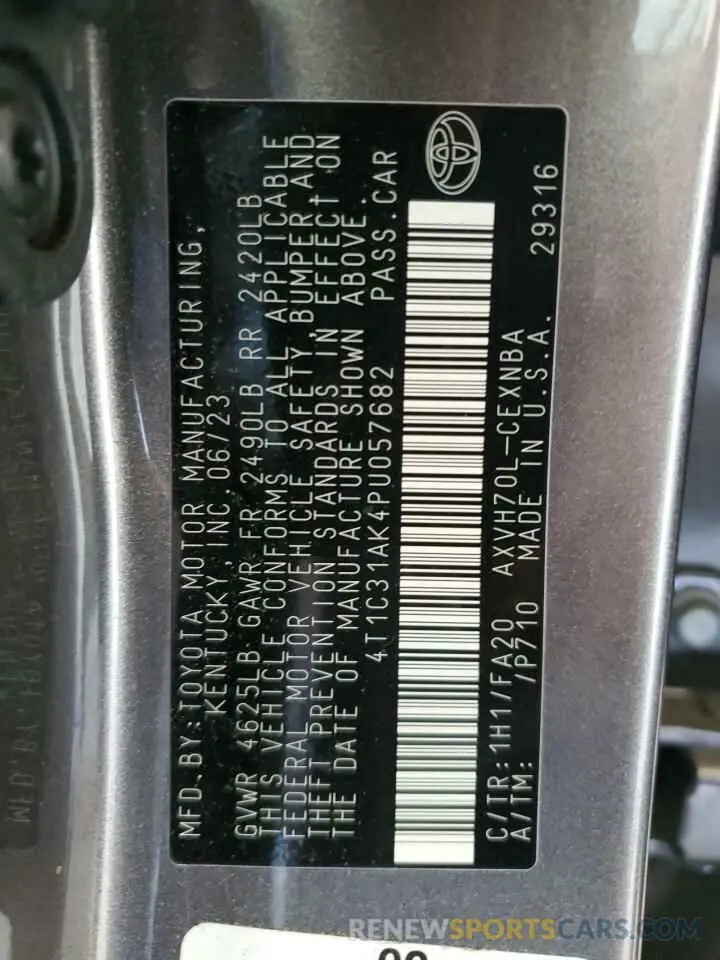 MFD.BY:TOYOTA MOTOR MANUFACTURING,
KENTUCKY, INC 06/23
GVWR 4625LB GAWR FR 2490LB RR 2420LB
THIS VEHICLE CONFORMS TO ALL APPLICABLE
FEDERAL MOTOR VEHICLE SAFETY, BUMPER AND
THEFT PREVENTION STANDARDS IN EFFECT ON
THE DATE OF MANUFACTURE SHOWN ABOVE.
4T1C31AK4PU057682 PASS.CAR
C/TR:1H1/FA20 AXVH70L-CEXNBA 29316
A/TM: /P710 MADE IN U.S.A.
RENEWSPORTSCARS.COM